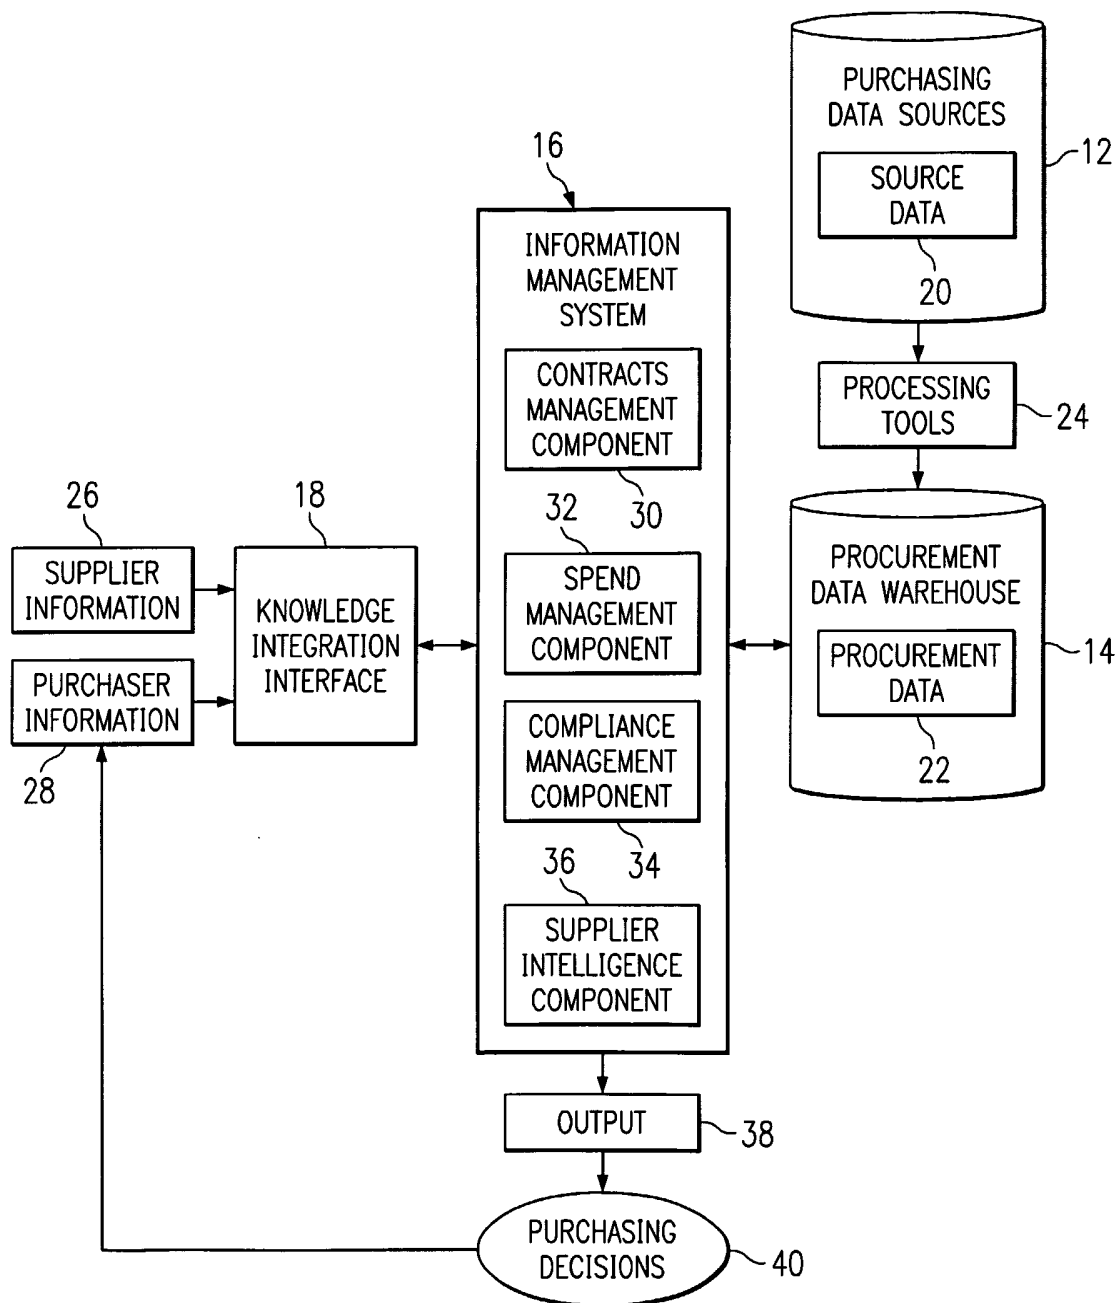 PURCHASING
DATA SOURCES
12
SOURCE
DATA
20
16
INFORMATION
MANAGEMENT
SYSTEM
CONTRACTS
MANAGEMENT
COMPONENT
30
PROCESSING
TOOLS
24
26
SUPPLIER
INFORMATION
18
KNOWLEDGE
INTEGRATION
INTERFACE
PURCHASER
INFORMATION
28
32
SPEND
MANAGEMENT
COMPONENT
PROCUREMENT
DATA WAREHOUSE
14
PROCUREMENT
DATA
22
COMPLIANCE
MANAGEMENT
COMPONENT
34
36
SUPPLIER
INTELLIGENCE
COMPONENT
OUTPUT
38
PURCHASING
DECISIONS
40